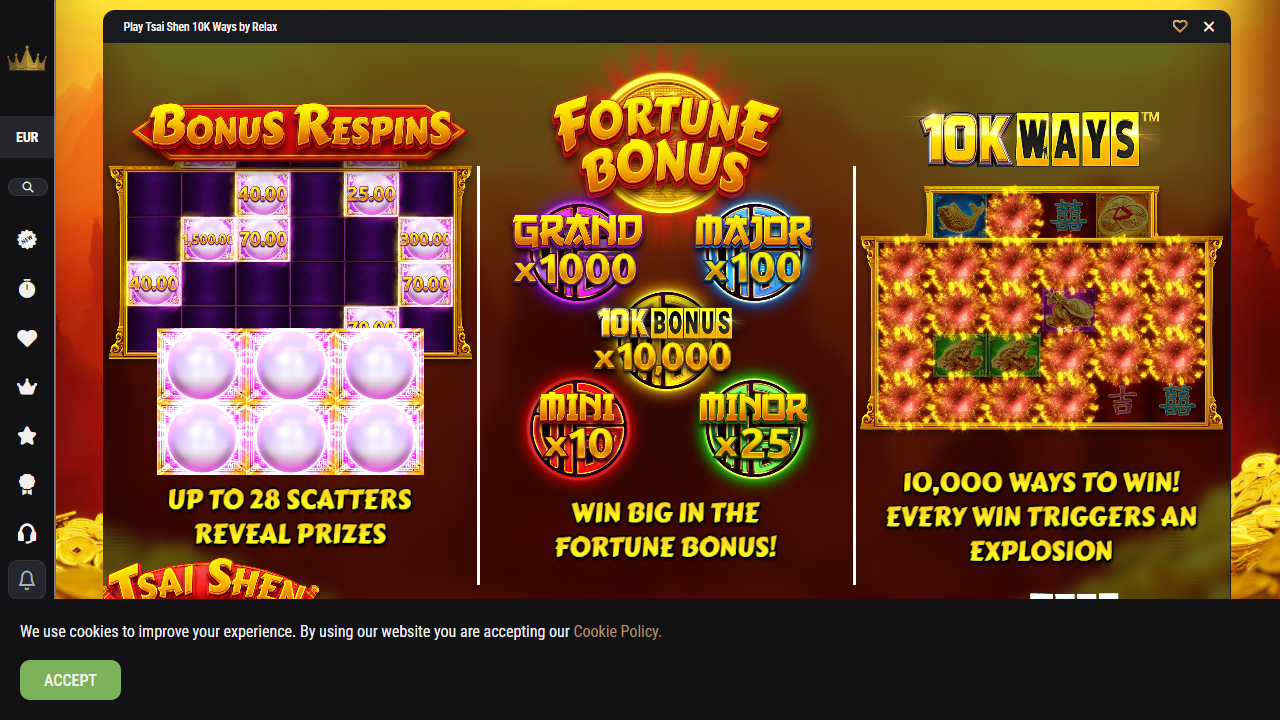 Play Tsai Shen 10K Ways by Relax
EUR
NEW
BONUS RESPINS
40.00
25.00
1,500.00
70.00
300.00
40.00
70.00
70.00
UP TO 28 SCATTERS
REVEAL PRIZES
TSAI SHEN
FORTUNE
BONUS
GRAND
x1000
MAJOR
x100
10K BONUS
x10,000
MINI
x10
MINOR
x25
WIN BIG IN THE
FORTUNE BONUS!
10K WAYS™
囍
吉
囍
10,000 WAYS TO WIN!
EVERY WIN TRIGGERS AN
EXPLOSION
We use cookies to improve your experience. By using our website you are accepting our Cookie Policy.
ACCEPT